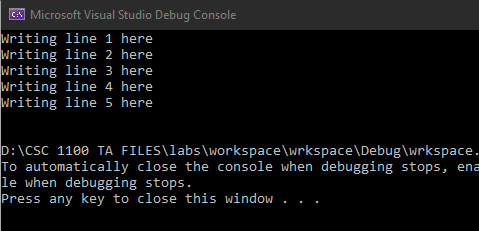 Microsoft Visual Studio Debug Console
Writing line 1 here
Writing line 2 here
Writing line 3 here
Writing line 4 here
Writing line 5 here
D:\CSC 1100 TA FILES\labs\workspace\wrkspace\Debug\wrkspace.
To automatically close the console when debugging stops, ena
le when debugging stops.
Press any key to close this window . . .